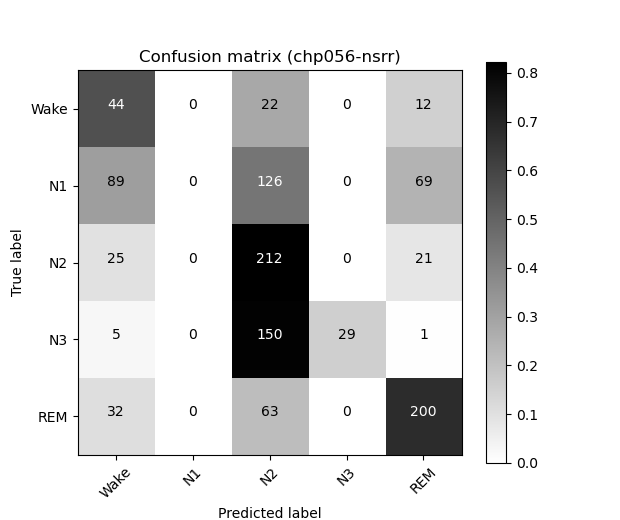 Confusion matrix (chp056-nsrr)
True label
Wake 44 0 22 0 12
N1 89 0 126 0 69
N2 25 0 212 0 21
N3 5 0 150 29 1
REM 32 0 63 0 200
Wake N1 N2 N3 REM
Predicted label
0.8
0.7
0.6
0.5
0.4
0.3
0.2
0.1
0.0